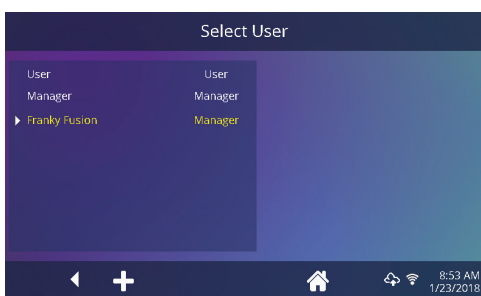 Select User
User User
Manager Manager
Franky Fusion Manager
8:53 AM
1/23/2018